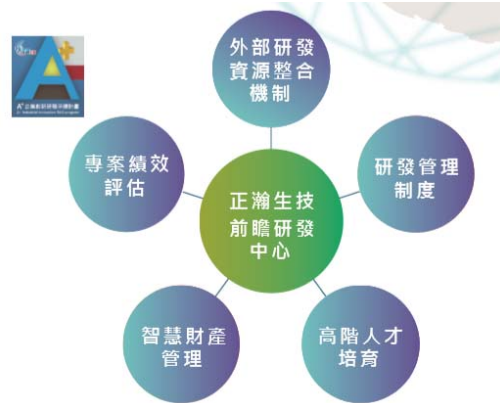 外部研發
資源整合
機制
A+
專案績效
評估
正瀚生技
前瞻研發
中心
研發管理
制度
智慧財產
管理
高階人才
培育